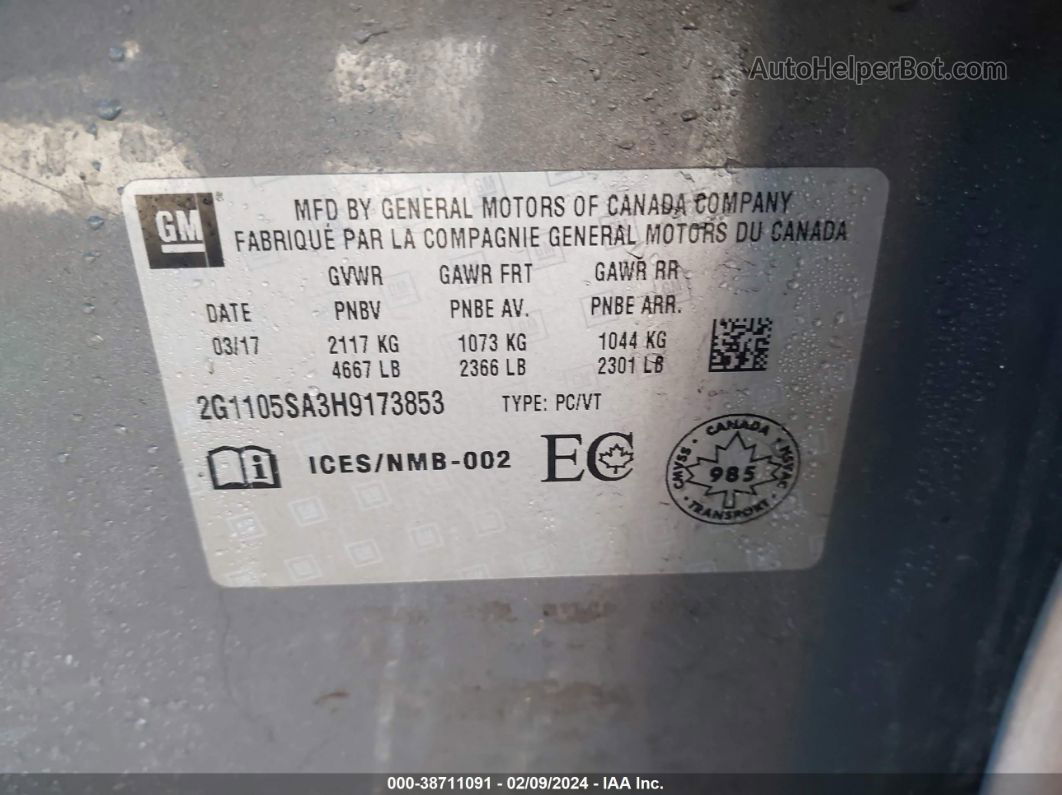 AutoHelperBot.com
GM
MFD BY GENERAL MOTORS OF CANADA COMPANY
FABRIQUÉ PAR LA COMPAGNIE GENERAL MOTORS DU CANADA
GVWR GAWR FRT GAWR RR
DATE PNBV PNBE AV. PNBE ARR.
03/17 2117 KG 1073 KG 1044 KG
4667 LB 2366 LB 2301 LB
2G1105SA3H9173853 TYPE: PC/VT
i ICES/NMB-002 EC
CANADA
CMVSS 985 NSVAC
TRANSPORT
000-38711091 - 02/09/2024 - IAA Inc.